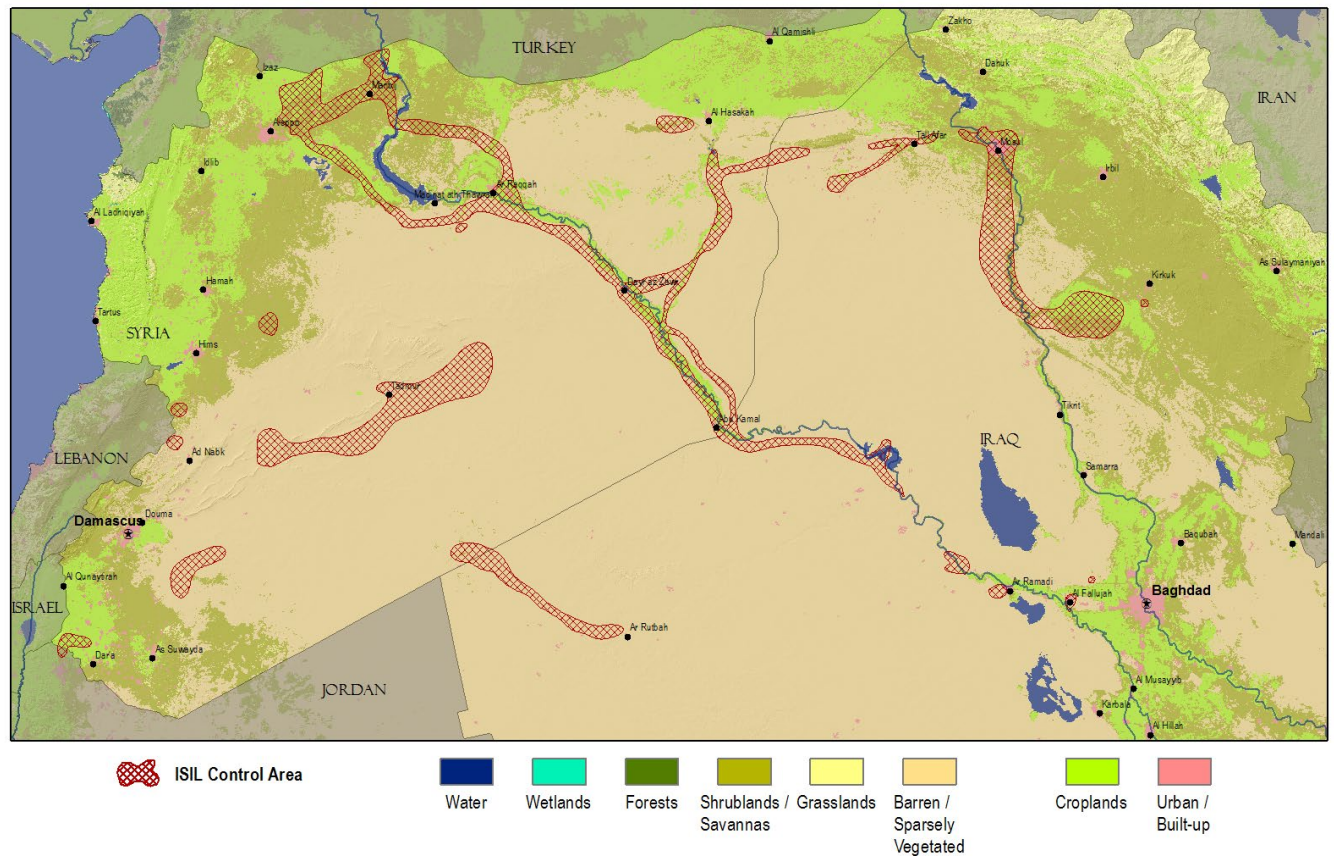 TURKEY
Zakho
Al Qamishli
Dahuk
Izaz
Manbij
IRAN
Al Hasakah
Aleppo
Tall Afar
Mosul
Idlib
Irbil
Ar Raqqah
Al Ladhiqiyah
Hamah
As Sulaymaniyah
Kirkuk
Dayr az Zawr
Tartus
SYRIA
Hims
Tadmur
Tikrit
Abu Kamal
IRAQ
LEBANON
Ad Nabk
Samarra
Douma
Damascus
Baqubah
Mandali
Al Qunaytirah
Ar Ramadi
Baghdad
Al Fallujah
ISRAEL
Ar Rutbah
As Suwayda
Dar'a
JORDAN
Al Musayyib
Karbala
Al Hillah
ISIL Control Area
Water
Wetlands
Forests
Shrublands /
Savannas
Grasslands
Barren /
Sparsely
Vegetated
Croplands
Urban /
Built-up